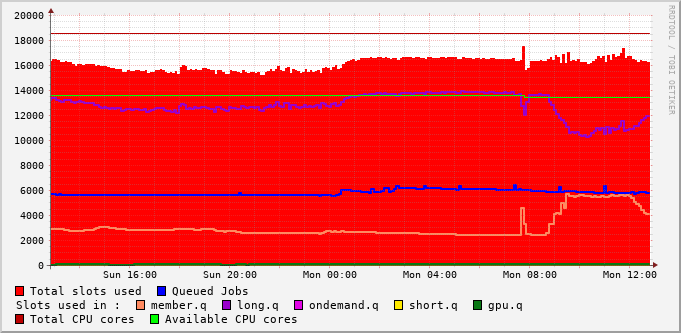 20000
18000
16000
14000
12000
10000
8000
6000
4000
2000
0
Sun 16:00 Sun 20:00 Mon 00:00 Mon 04:00 Mon 08:00 Mon 12:00
RRDTOOL / TOBI OETIKER
Total slots used Queued Jobs
Slots used in : member.q long.q ondemand.q short.q gpu.q
Total CPU cores Available CPU cores